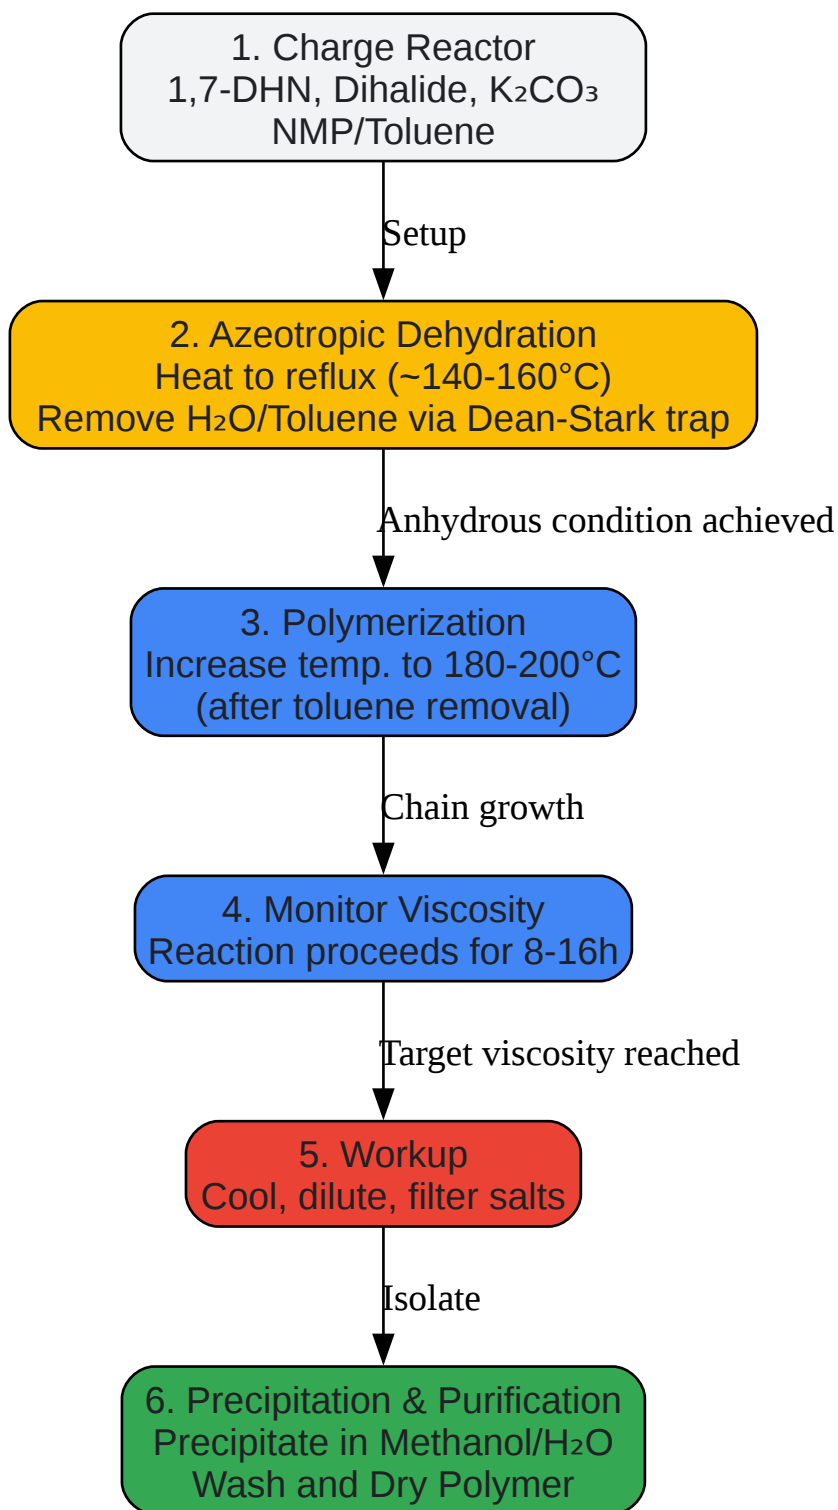 1. Charge Reactor
1,7-DHN, Dihalide, K₂CO₃
NMP/Toluene
Setup
2. Azeotropic Dehydration
Heat to reflux (~140-160°C)
Remove H₂O/Toluene via Dean-Stark trap
Anhydrous condition achieved
3. Polymerization
Increase temp. to 180-200°C
(after toluene removal)
Chain growth
4. Monitor Viscosity
Reaction proceeds for 8-16h
Target viscosity reached
5. Workup
Cool, dilute, filter salts
Isolate
6. Precipitation & Purification
Precipitate in Methanol/H₂O
Wash and Dry Polymer